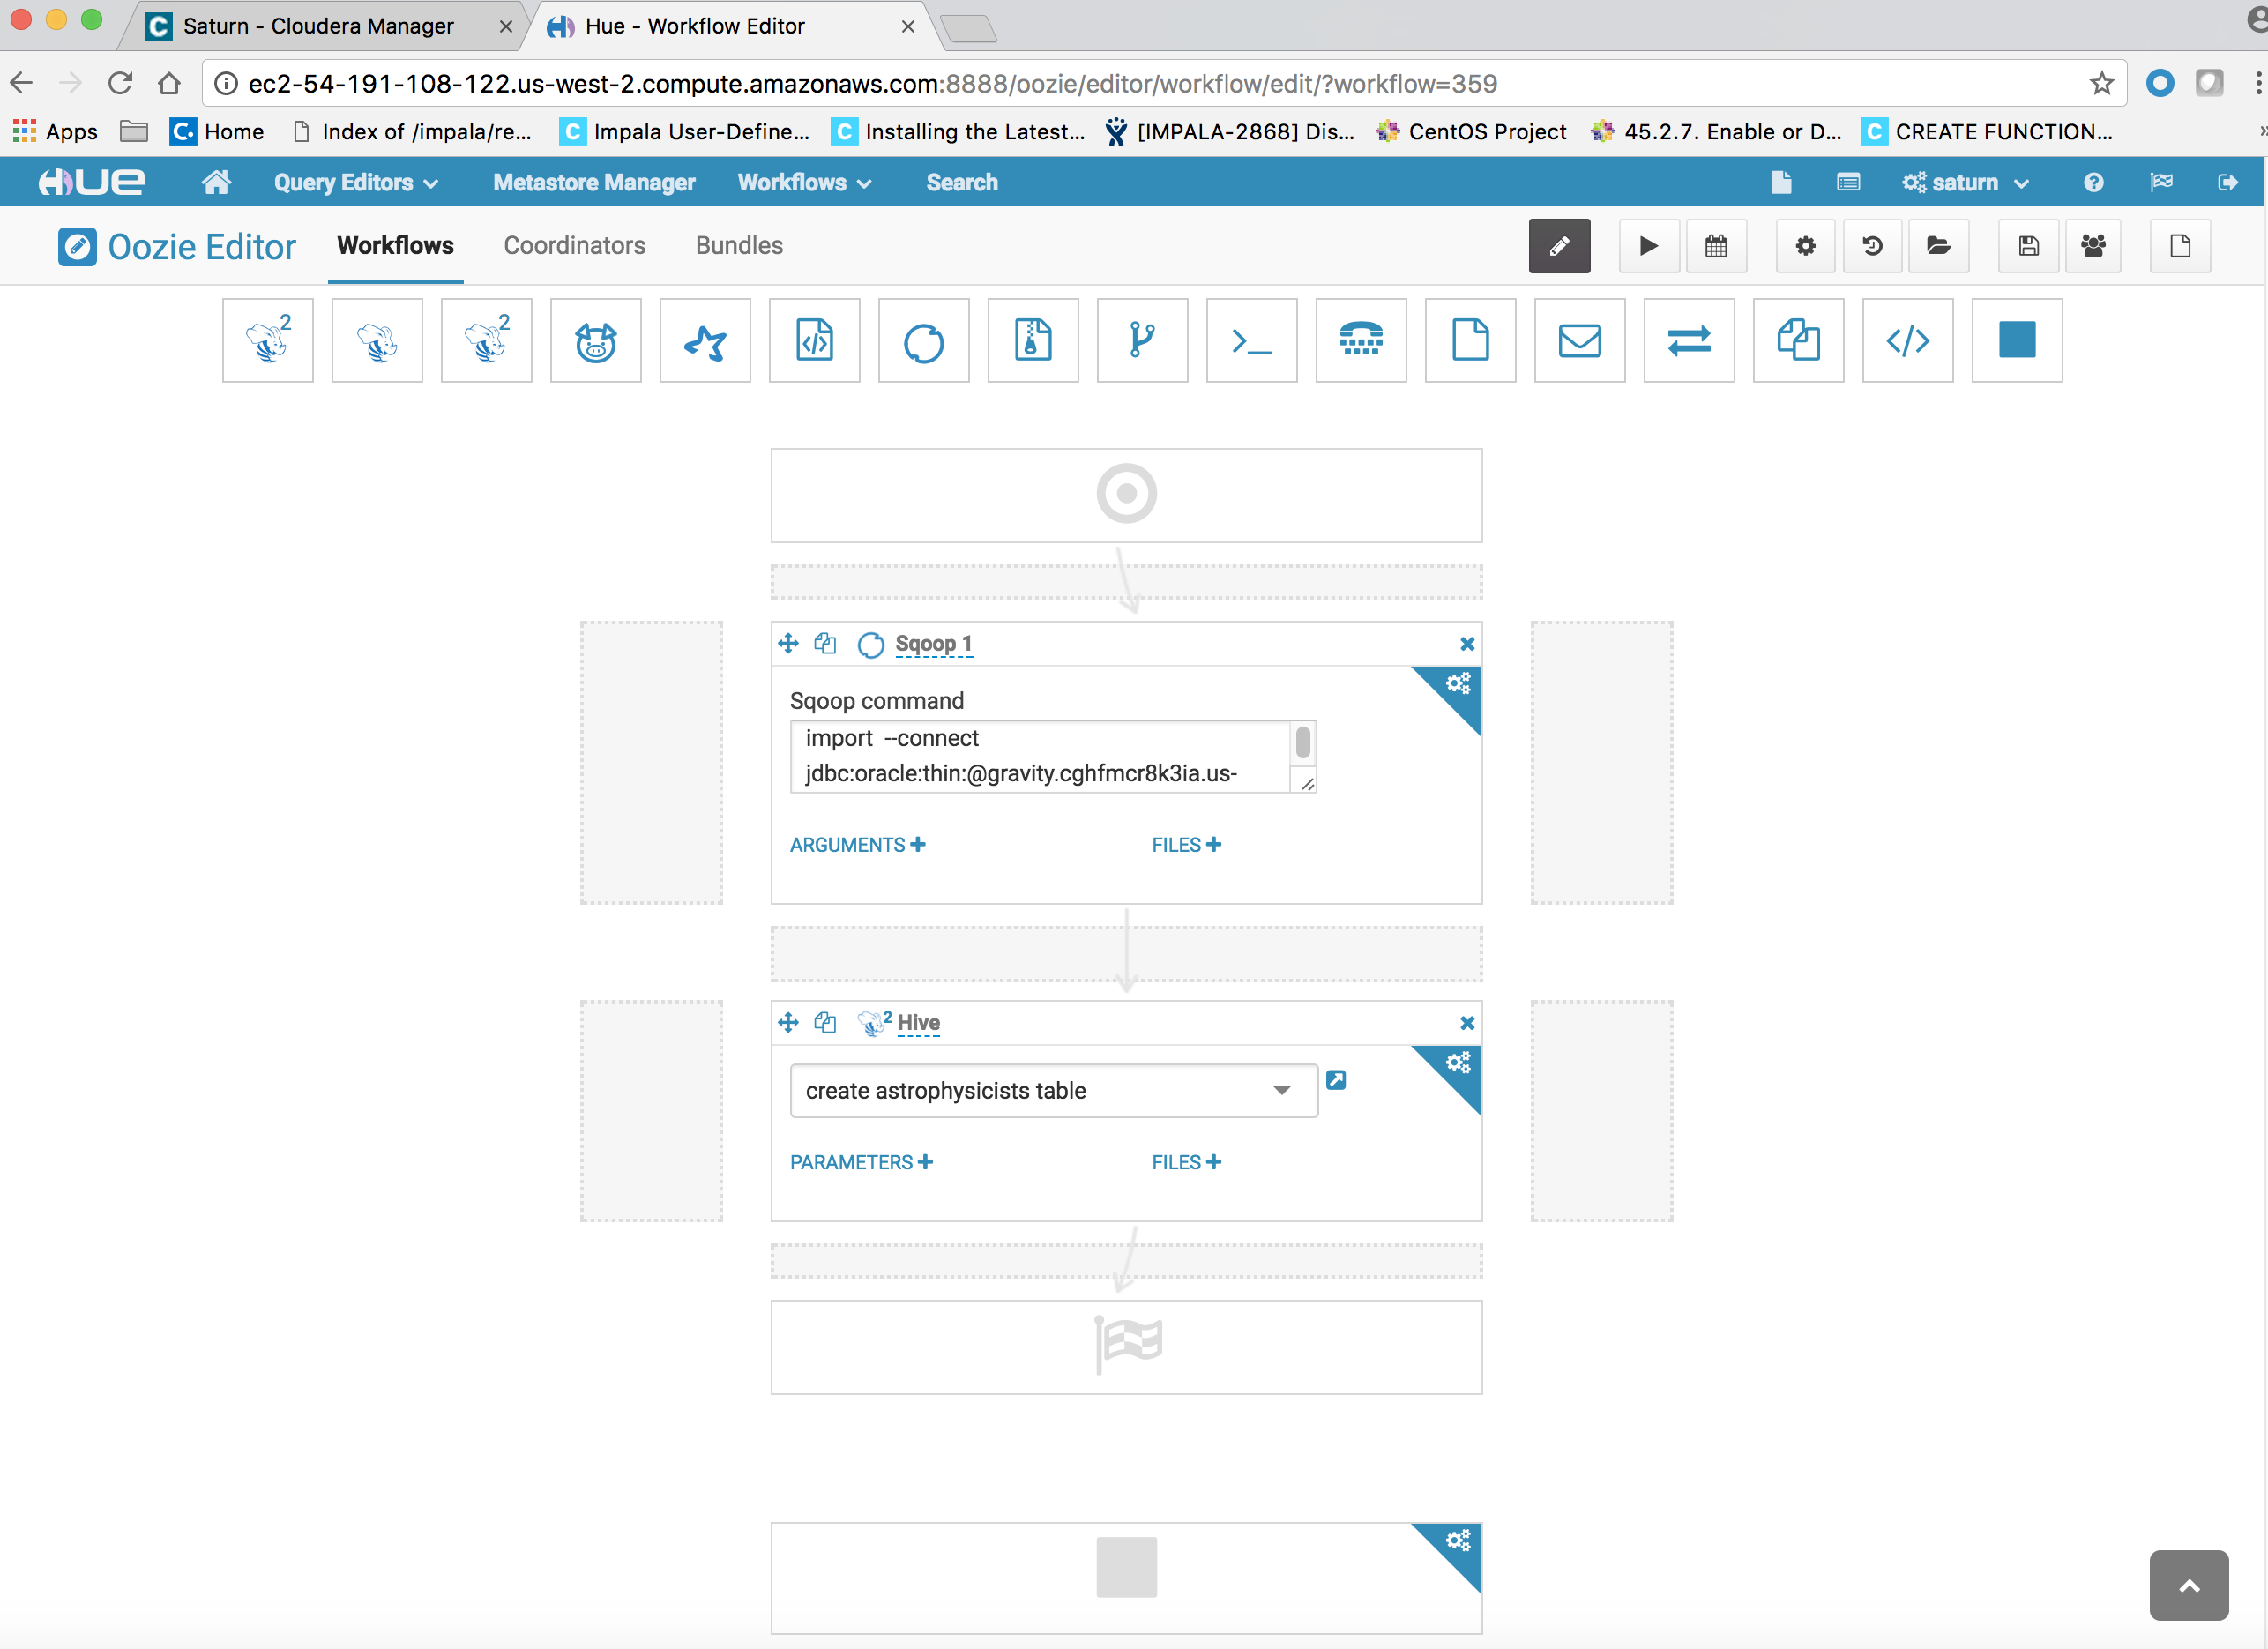 Saturn - Cloudera Manager
Hue - Workflow Editor
ec2-54-191-108-122.us-west-2.compute.amazonaws.com:8888/oozie/editor/workflow/edit/?workflow=359
Apps
Home
Index of /impala/re...
Impala User-Define...
Installing the Latest...
[IMPALA-2868] Dis...
CentOS Project
45.2.7. Enable or D...
CREATE FUNCTION...
HUE
Query Editors
Metastore Manager
Workflows
Search
saturn
Oozie Editor
Workflows
Coordinators
Bundles
2
2
Sqoop 1
Sqoop command
import --connect
jdbc:oracle:thin:@gravity.cghfmcr8k3ia.us-
ARGUMENTS
FILES
2 Hive
create astrophysicists table
PARAMETERS
FILES